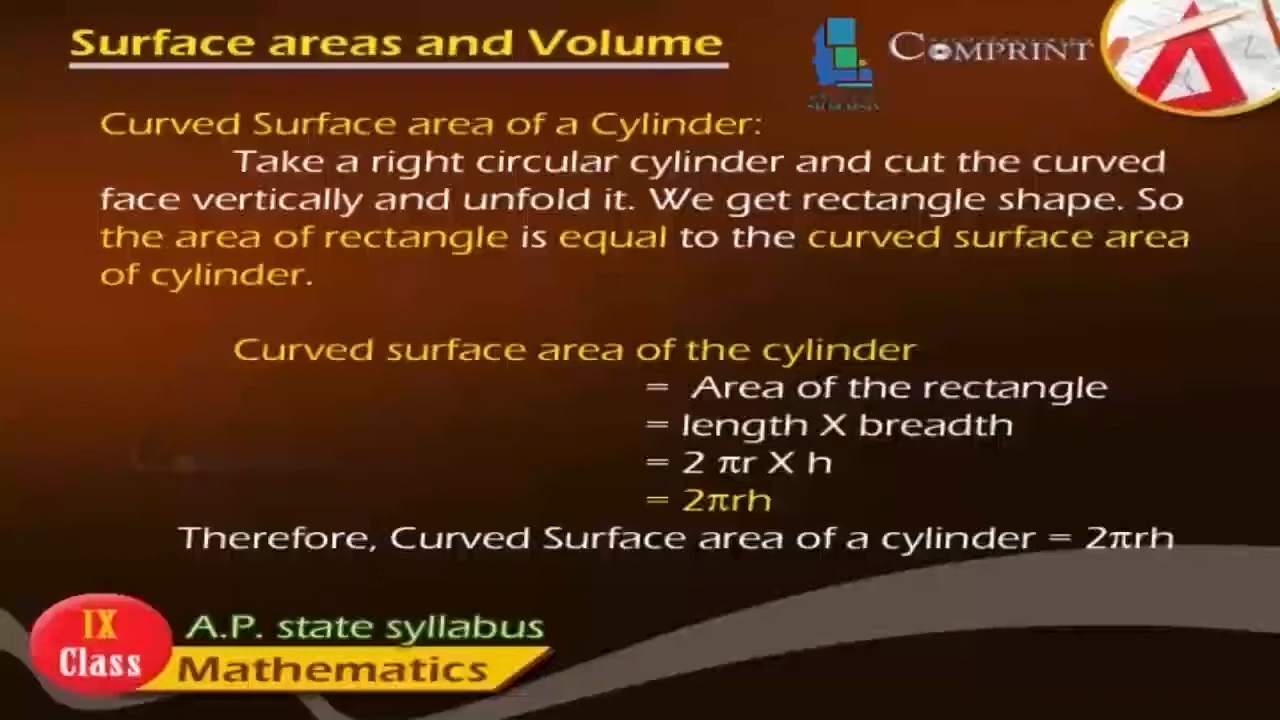 Surface areas and Volume
COMPRINT
Curved Surface area of a Cylinder:
Take a right circular cylinder and cut the curved
face vertically and unfold it. We get rectangle shape. So
the area of rectangle is equal to the curved surface area
of cylinder.
Curved surface area of the cylinder
= Area of the rectangle
= length X breadth
= 2 πr X h
= 2πrh
Therefore, Curved Surface area of a cylinder = 2πrh
IX
Class
A.P. state syllabus
Mathematics